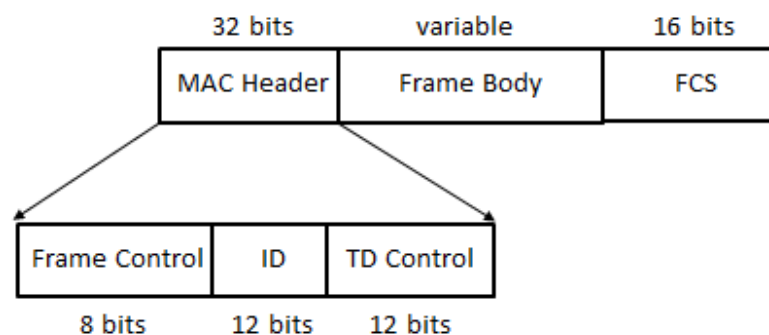 32 bits variable 16 bits
MAC Header Frame Body FCS
Frame Control ID TD Control
8 bits 12 bits 12 bits